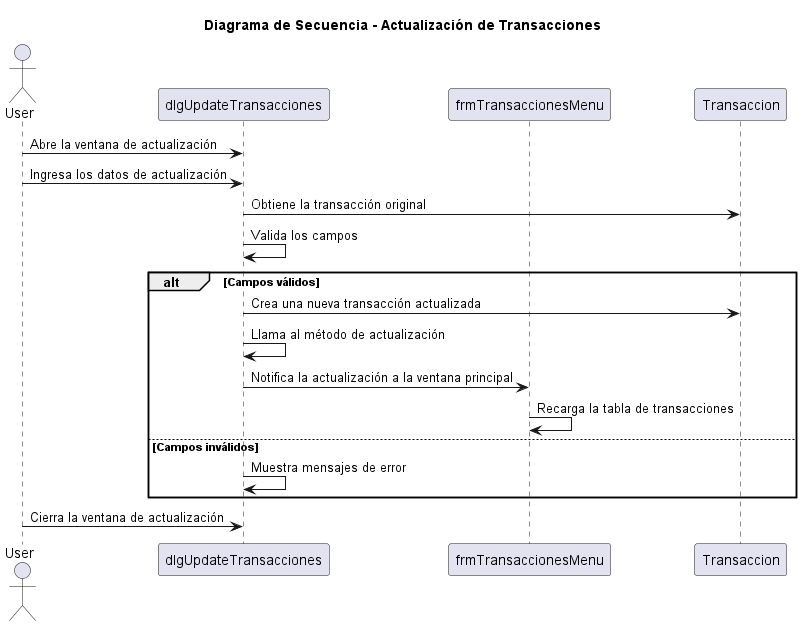 Diagrama de Secuencia - Actualización de Transacciones
User
dlgUpdateTransacciones
frmTransaccionesMenu
Transaccion
Abre la ventana de actualización
Ingresa los datos de actualización
Obtiene la transacción original
Valida los campos
alt
[Campos válidos]
Crea una nueva transacción actualizada
Llama al método de actualización
Notifica la actualización a la ventana principal
Recarga la tabla de transacciones
[Campos inválidos]
Muestra mensajes de error
Cierra la ventana de actualización
User
dlgUpdateTransacciones
frmTransaccionesMenu
Transaccion